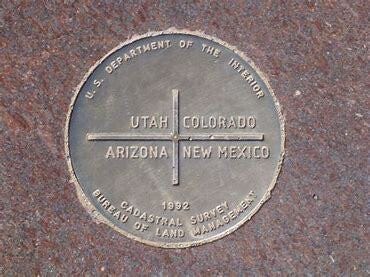 U.S. DEPARTMENT OF THE INTERIOR
UTAH COLORADO
ARIZONA NEW MEXICO
1992
CADASTRAL SURVEY
BUREAU OF LAND MANAGEMENT